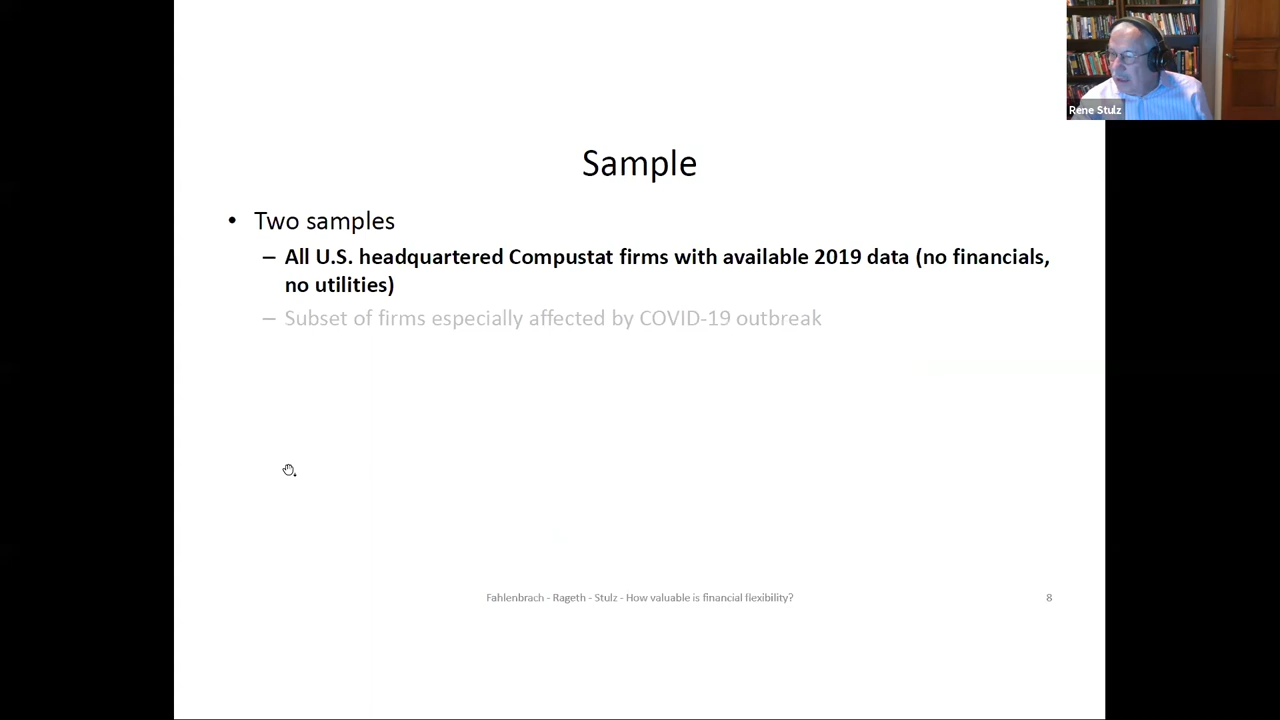 Rene Stulz
Sample
• Two samples
– All U.S. headquartered Compustat firms with available 2019 data (no financials,
no utilities)
– Subset of firms especially affected by COVID-19 outbreak
Fahlenbrach - Rageth - Stulz - How valuable is financial flexibility?
8